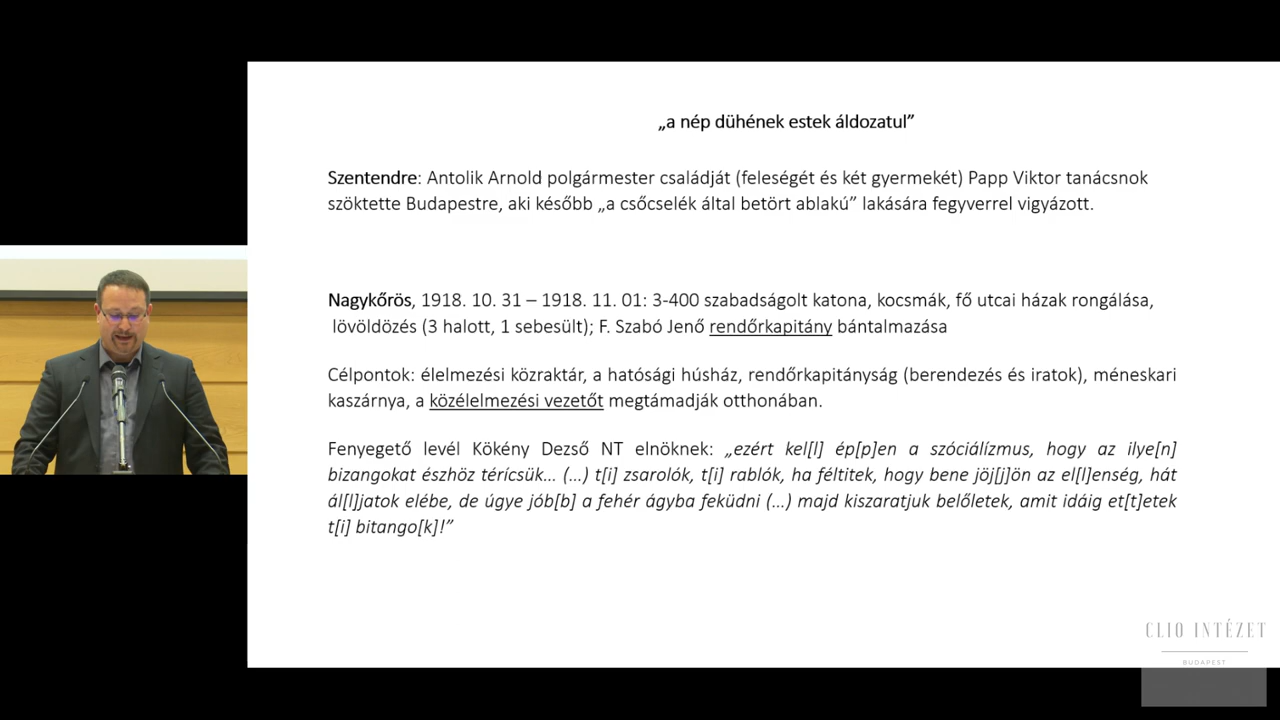 „a nép dühének estek áldozatul”
Szentendre: Antolik Arnold polgármester családját (feleségét és két gyermekét) Papp Viktor tanácsnok
szöktette Budapestre, aki később „a csőcselék által betört ablakú” lakására fegyverrel vigyázott.
Nagykőrös, 1918. 10. 31 – 1918. 11. 01: 3-400 szabadságolt katona, kocsmák, fő utcai házak rongálása,
lövöldözés (3 halott, 1 sebesült); F. Szabó Jenő rendőrkapitány bántalmazása
Célpontok: élelmezési közraktár, a hatósági húsház, rendőrkapitányság (berendezés és iratok), méneskari
kaszárnya, a közélelmezési vezetőt megtámadják otthonában.
Fenyegető levél Kökény Dezső NT elnöknek: „ezért kel[l] ép[p]en a szóciálízmus, hogy az ilye[n]
bizangokat észhöz térícsük... (...) t[i] zsarolók, t[i] rablók, ha féltitek, hogy bene jöj[j]ön az el[l]enség, hát
ál[l]jatok elébe, de úgye jób[b] a fehér ágyba feküdni (...) majd kiszaratjuk belőletek, amit idáig et[t]etek
t[i] bitango[k]!”
CLIO INTÉZET
BUDAPEST